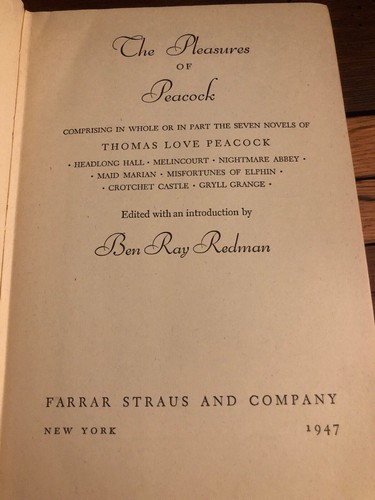 The Pleasures
OF
Peacock
COMPRISING IN WHOLE OR IN PART THE SEVEN NOVELS OF
THOMAS LOVE PEACOCK
• HEADLONG HALL • MELINCOURT • NIGHTMARE ABBEY •
• MAID MARIAN • MISFORTUNES OF ELPHIN •
• CROTCHET CASTLE • GRYLL GRANGE •
Edited with an introduction by
Ben Ray Redman
FARRAR STRAUS AND COMPANY
NEW YORK 1947